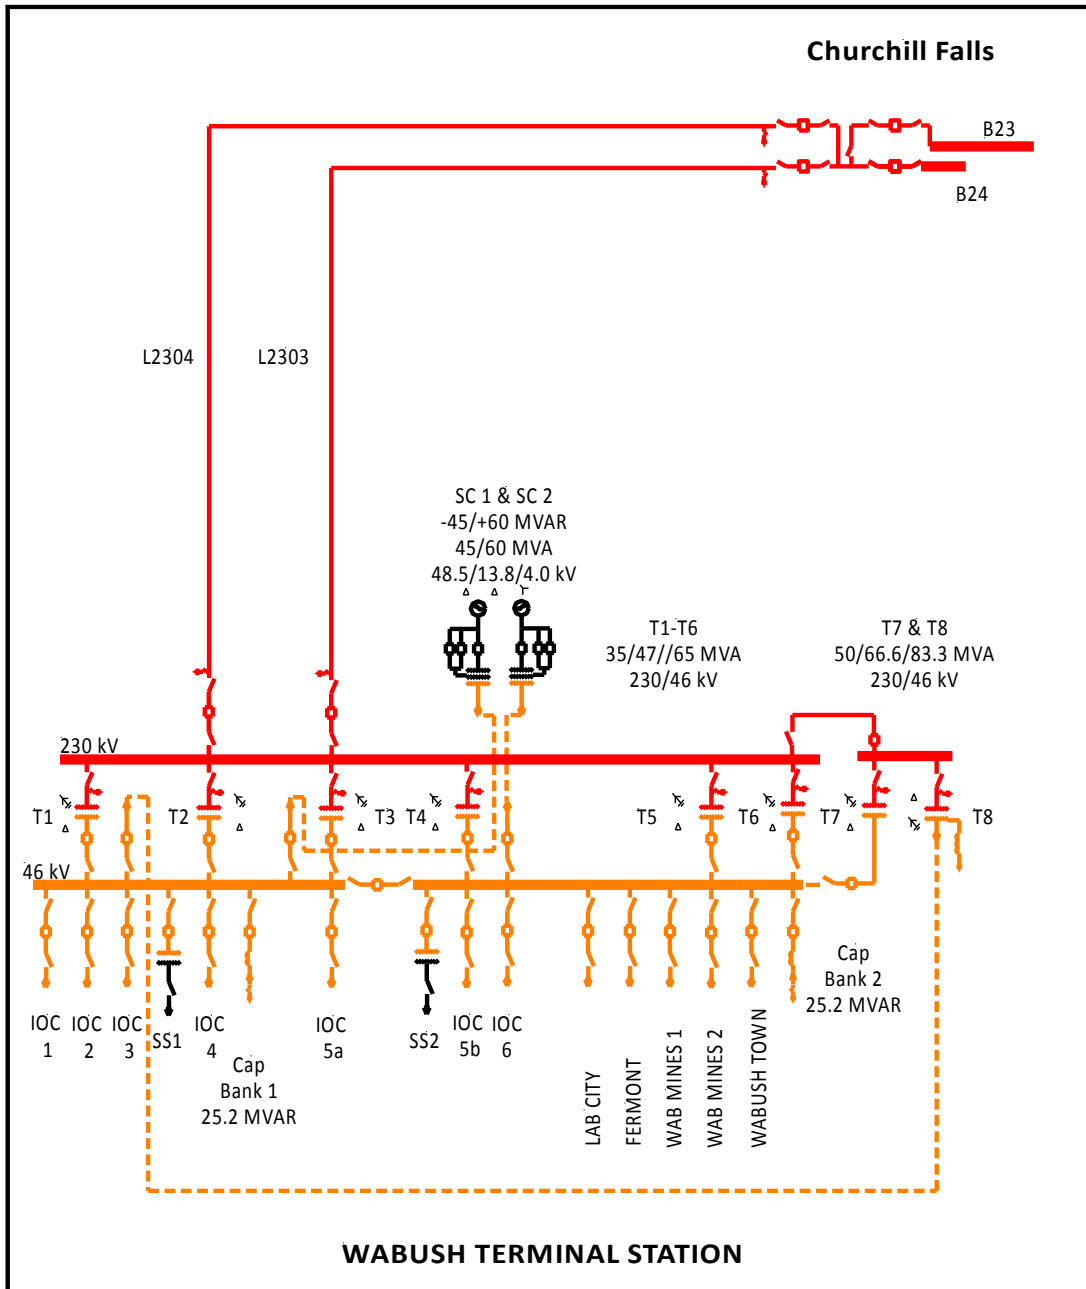 Churchill Falls
B23
B24
L2304
L2303
SC 1 & SC 2
-45/+60 MVAR
45/60 MVA
48.5/13.8/4.0 kV
T1-T6
35/47//65 MVA
230/46 kV
T7 & T8
50/66.6/83.3 MVA
230/46 kV
230 kV
T1
T2
T3
T4
T5
T6
T7
T8
46 kV
IOC
1
IOC
2
IOC
3
SS1
IOC
4
Cap
Bank 1
25.2 MVAR
IOC
5a
SS2
IOC
5b
IOC
6
LAB CITY
FERMONT
WAB MINES 1
WAB MINES 2
WABUSH TOWN
Cap
Bank 2
25.2 MVAR
WABUSH TERMINAL STATION